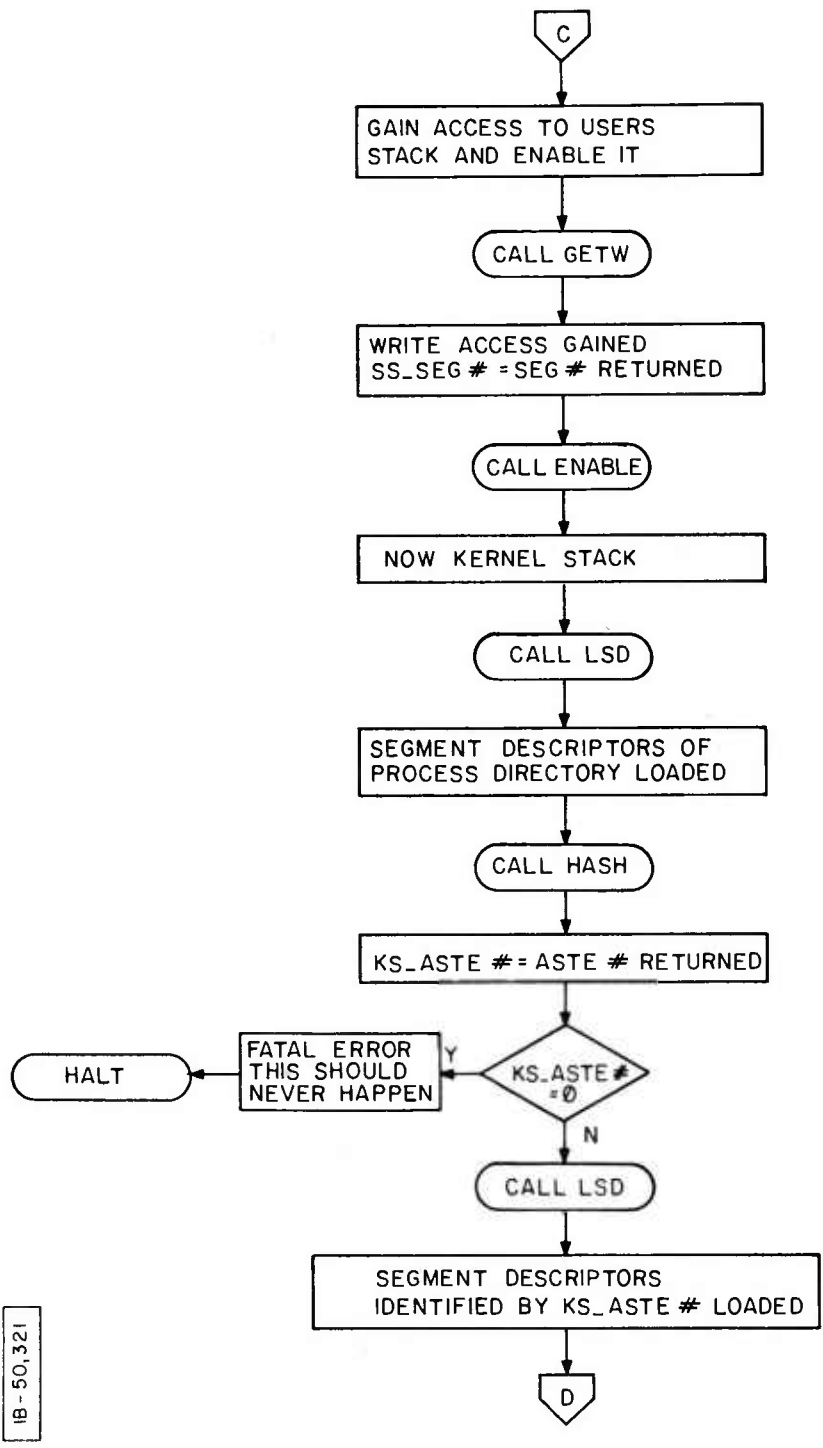 C
GAIN ACCESS TO USERS
STACK AND ENABLE IT
CALL GETW
WRITE ACCESS GAINED
SS_SEG # = SEG # RETURNED
CALL ENABLE
NOW KERNEL STACK
CALL LSD
SEGMENT DESCRIPTORS OF
PROCESS DIRECTORY LOADED
CALL HASH
KS_ASTE # = ASTE # RETURNED
HALT
FATAL ERROR
THIS SHOULD
NEVER HAPPEN
Y
KS_ASTE #
=Ø
N
CALL LSD
SEGMENT DESCRIPTORS
IDENTIFIED BY KS_ASTE # LOADED
D
IB-50,321